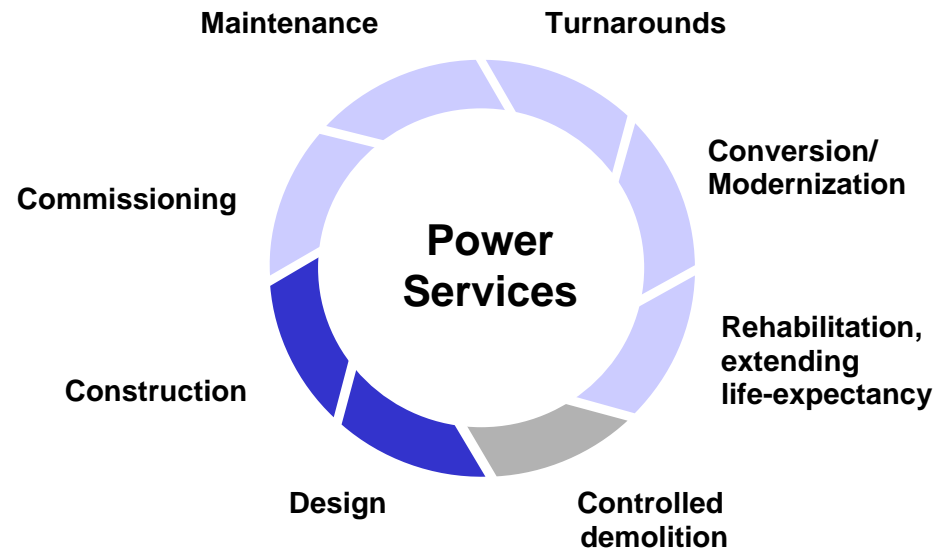 Maintenance
Turnarounds
Conversion/
Modernization
Commissioning
Power
Services
Rehabilitation,
extending
life-expectancy
Construction
Design
Controlled
demolition